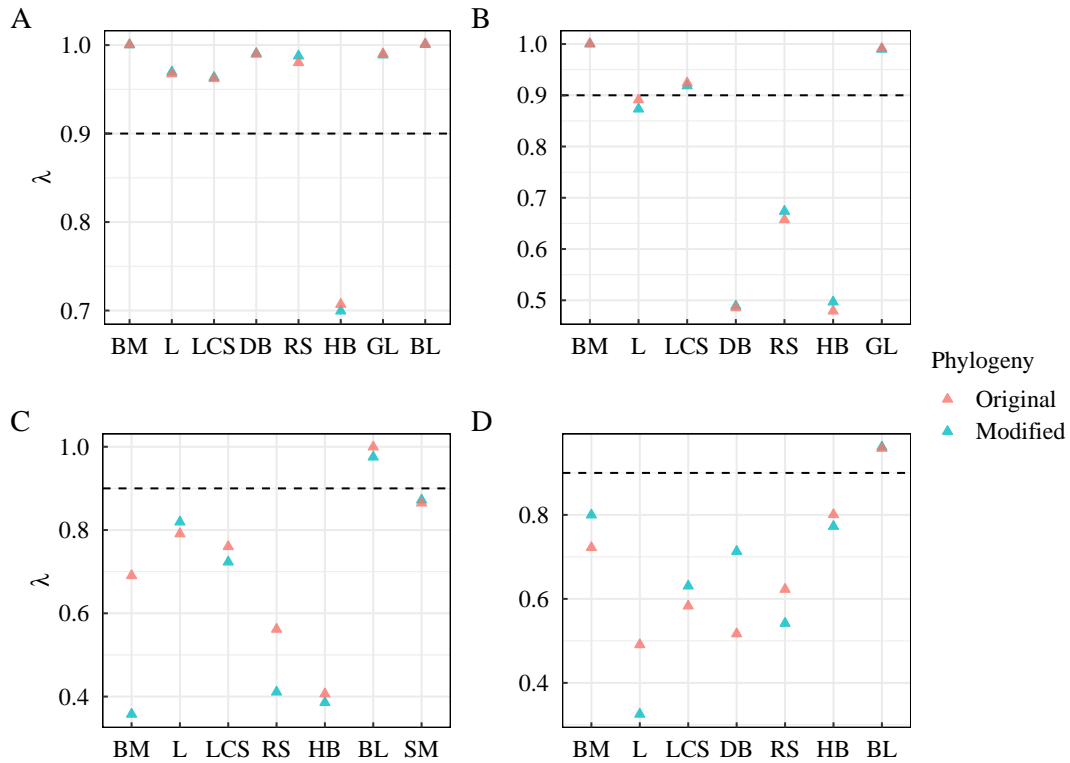 A
λ
1.0
0.9
0.8
0.7
BM L LCS DB RS HB GL BL
B
1.0
0.9
0.8
0.7
0.6
0.5
BM L LCS DB RS HB GL
C
λ
1.0
0.8
0.6
0.4
BM L LCS RS HB BL SM
D
0.8
0.6
0.4
BM L LCS DB RS HB BL
Phylogeny
Original
Modified